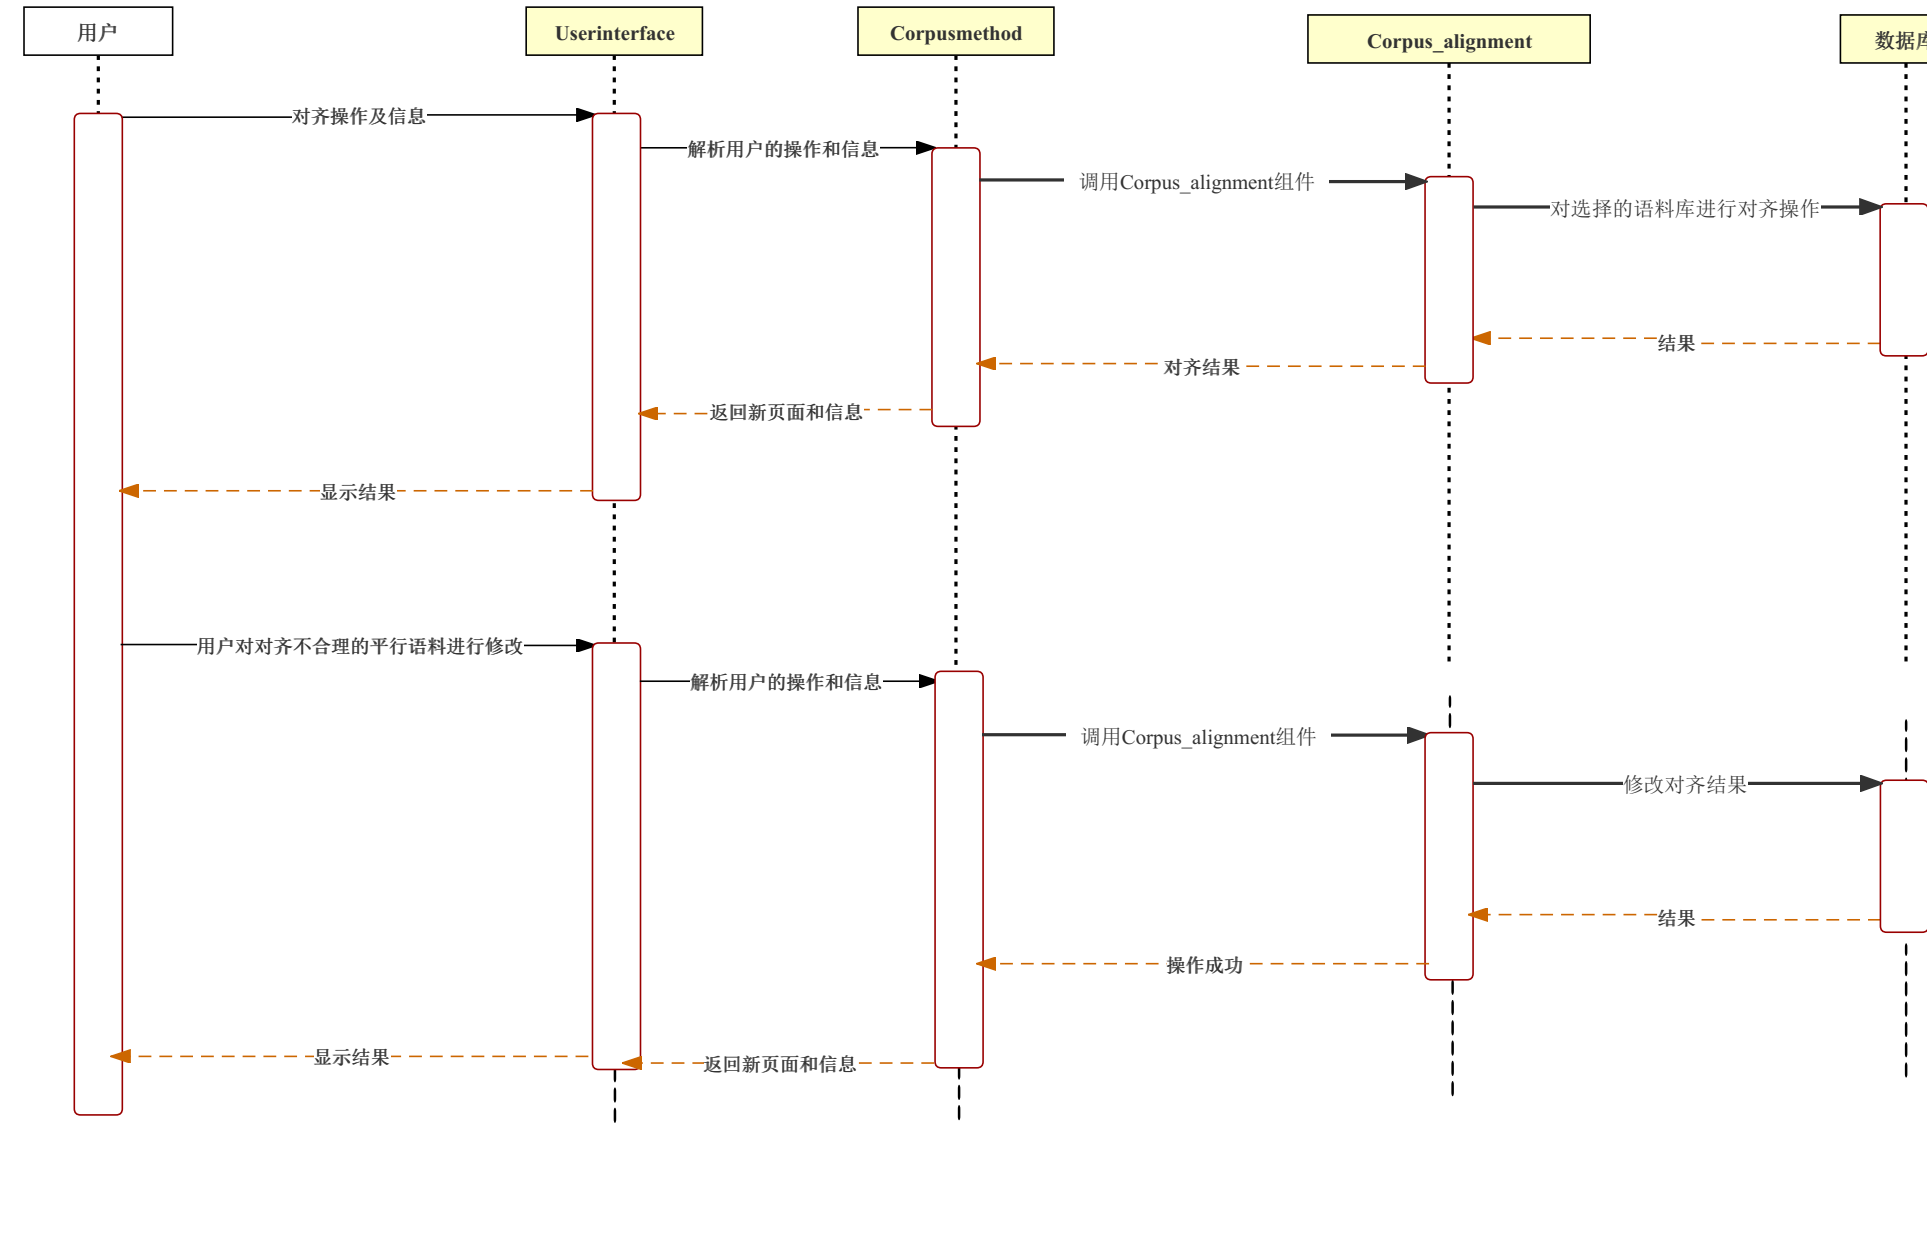 用户
Userinterface
Corpusmethod
Corpus_alignment
数据库
对齐操作及信息
解析用户的操作和信息
调用Corpus_alignment组件
对选择的语料库进行对齐操作
结果
对齐结果
返回新页面和信息
显示结果
用户对对齐不合理的平行语料进行修改
解析用户的操作和信息
调用Corpus_alignment组件
修改对齐结果
结果
操作成功
显示结果
返回新页面和信息